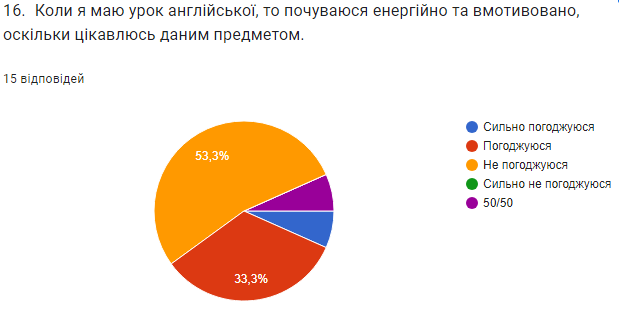 16. Коли я маю урок англійської, то почуваюся енергійно та вмотивовано,
оскільки цікавлюсь даним предметом.
15 відповідей
53,3%
33,3%
Сильно погоджуюся
Погоджуюся
Не погоджуюся
Сильно не погоджуюся
50/50